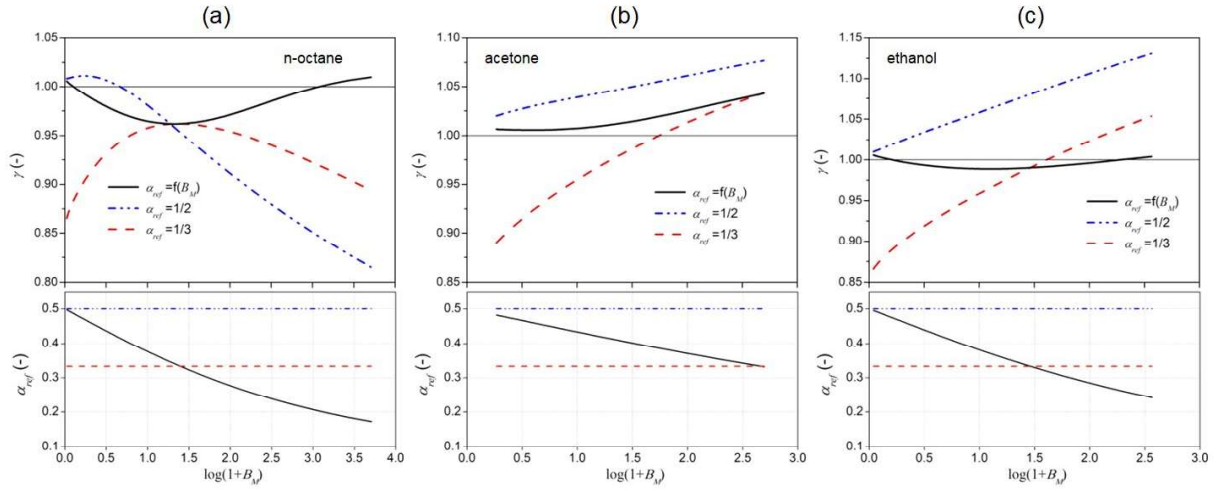 (a)
(b)
(c)
1.05
1.00
0.95
0.90
0.85
0.80
γ (-)
n-octane
α_ref =f(B_M)
α_ref =1/2
α_ref =1/3
1.10
1.05
1.00
0.95
0.90
0.85
γ (-)
acetone
α_ref =f(B_M)
α_ref =1/2
α_ref =1/3
1.15
1.10
1.05
1.00
0.95
0.90
0.85
γ (-)
ethanol
α_ref =f(B_M)
α_ref =1/2
α_ref =1/3
0.5
0.4
0.3
0.2
0.1
α_ref (-)
0.0 0.5 1.0 1.5 2.0 2.5 3.0 3.5 4.0
log(1+B_M)
0.5
0.4
0.3
0.2
0.1
α_ref (-)
0.0 0.5 1.0 1.5 2.0 2.5 3.0
log(1+B_M)
0.5
0.4
0.3
0.2
0.1
α_ref (-)
0.0 0.5 1.0 1.5 2.0 2.5 3.0
log(1+B_M)